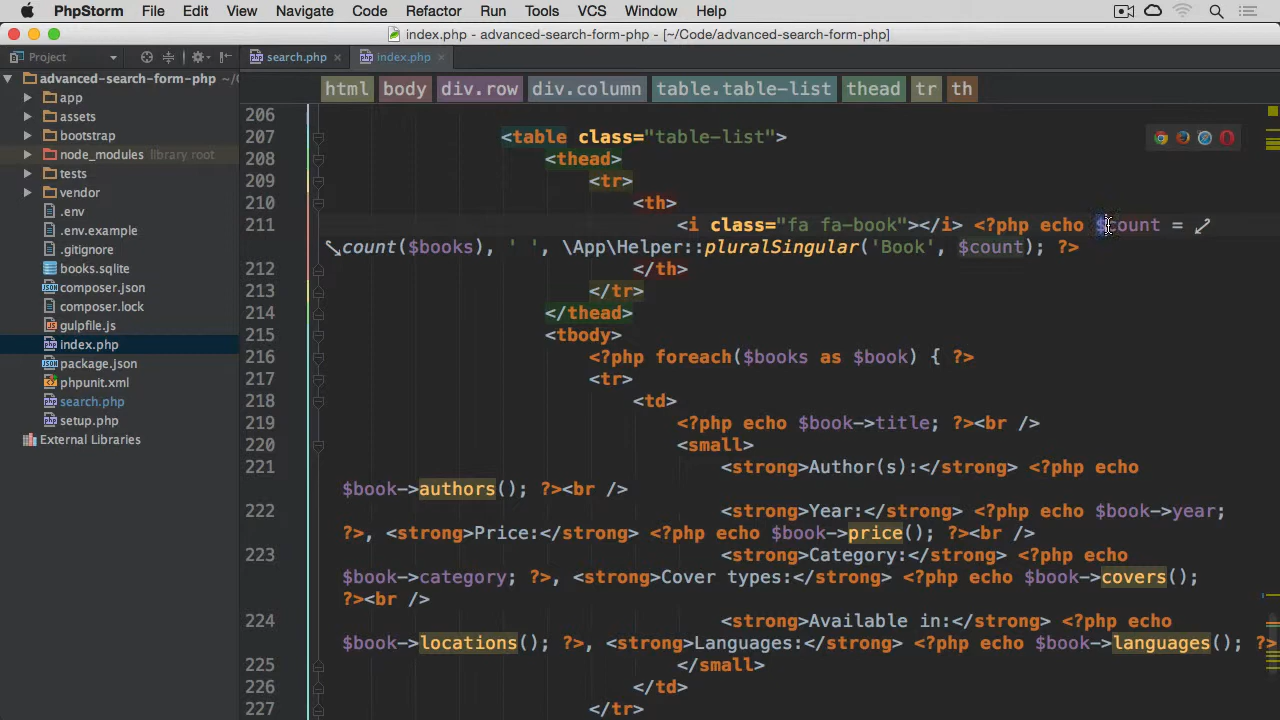 PhpStorm File Edit View Navigate Code Refactor Run Tools VCS Window Help
index.php - advanced-search-form-php - [~/Code/advanced-search-form-php]
Project search.php index.php
advanced-search-form-php
app
assets
bootstrap
node_modules library root
tests
vendor
.env
.env.example
.gitignore
books.sqlite
composer.json
composer.lock
gulpfile.js
index.php
package.json
phpunit.xml
search.php
setup.php
External Libraries
html body div.row div.column table.table-list thead tr th
206
207 <table class="table-list">
208 <thead>
209 <tr>
210 <th>
211 <i class="fa fa-book"></i> <?php echo $count =
count($books), ' ', \App\Helper::pluralSingular('Book', $count); ?>
212 </th>
213 </tr>
214 </thead>
215 <tbody>
216 <?php foreach($books as $book) { ?>
217 <tr>
218 <td>
219 <?php echo $book->title; ?><br />
220 <small>
221 <strong>Author(s):</strong> <?php echo
$book->authors(); ?><br />
222 <strong>Year:</strong> <?php echo $book->year;
?>, <strong>Price:</strong> <?php echo $book->price(); ?><br />
223 <strong>Category:</strong> <?php echo
$book->category; ?>, <strong>Cover types:</strong> <?php echo $book->covers();
?><br />
224 <strong>Available in:</strong> <?php echo
$book->locations(); ?>, <strong>Languages:</strong> <?php echo $book->languages(); ?>
225 </small>
226 </td>
227 </tr>